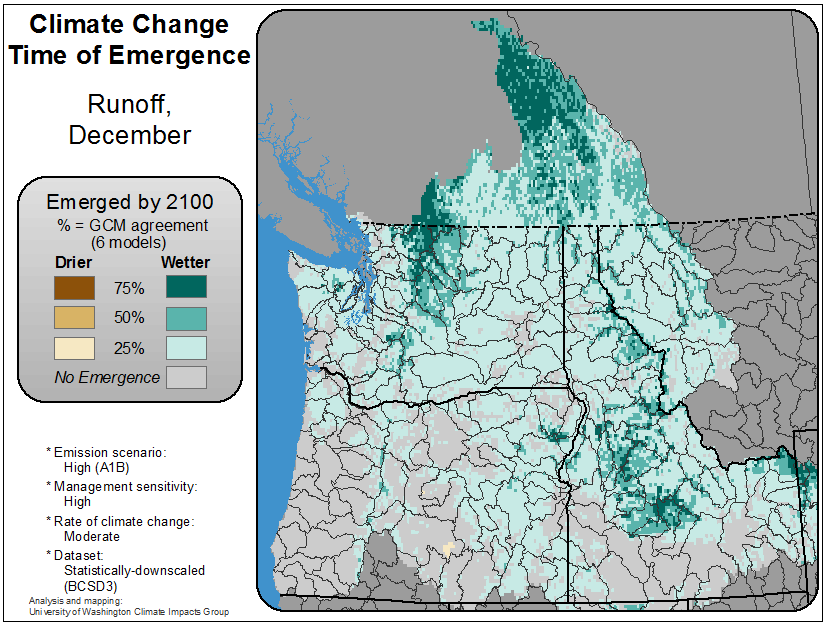 Climate Change
Time of Emergence
Runoff,
December
Emerged by 2100
% = GCM agreement
(6 models)
Drier Wetter
75%
50%
25%
No Emergence
* Emission scenario:
High (A1B)
* Management sensitivity:
High
* Rate of climate change:
Moderate
* Dataset:
Statistically-downscaled
(BCSD3)
Analysis and mapping:
University of Washington Climate Impacts Group